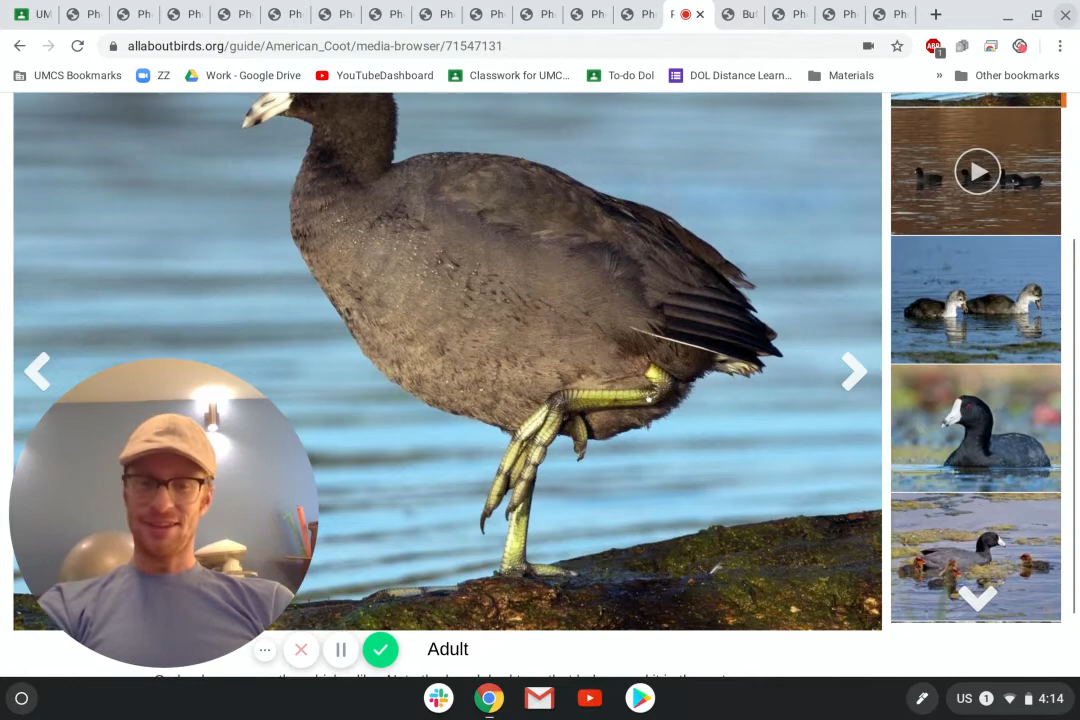 UM Ph Ph Ph Ph Ph Ph Ph Ph Ph Ph Ph Ph P Bu Ph Ph Ph
allaboutbirds.org/guide/American_Coot/media-browser/71547131
ABP 1
UMCS Bookmarks ZZ Work - Google Drive YouTubeDashboard Classwork for UMC... To-do Dol DOL Distance Learn... Materials » Other bookmarks
Adult
US 1 4:14